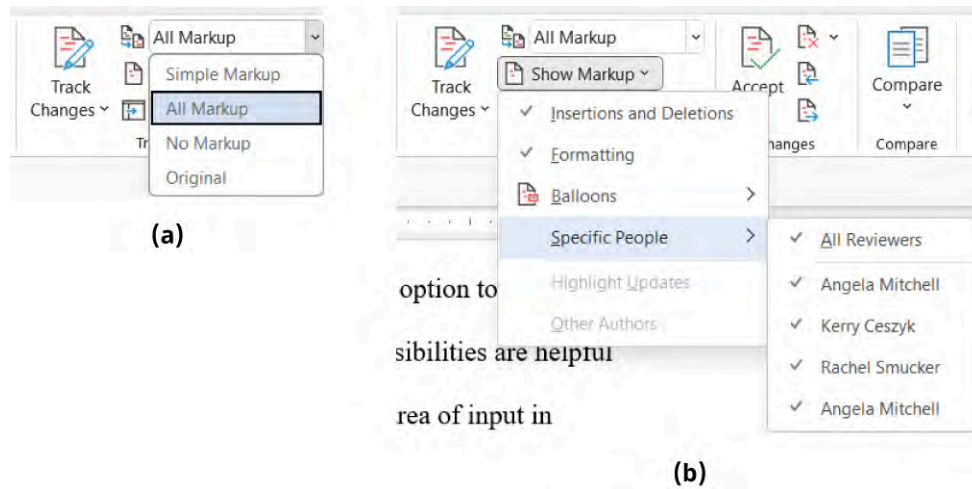 All Markup
Simple Markup
All Markup
No Markup
Original
Track
Changes
Tr
(a)
All Markup
Show Markup
Track
Changes
Accept
anges
Compare
Compare
Insertions and Deletions
Formatting
Balloons
Specific People
Highlight Updates
Other Authors
All Reviewers
Angela Mitchell
Kerry Ceszyk
Rachel Smucker
Angela Mitchell
option to
sibilities are helpful
rea of input in
(b)